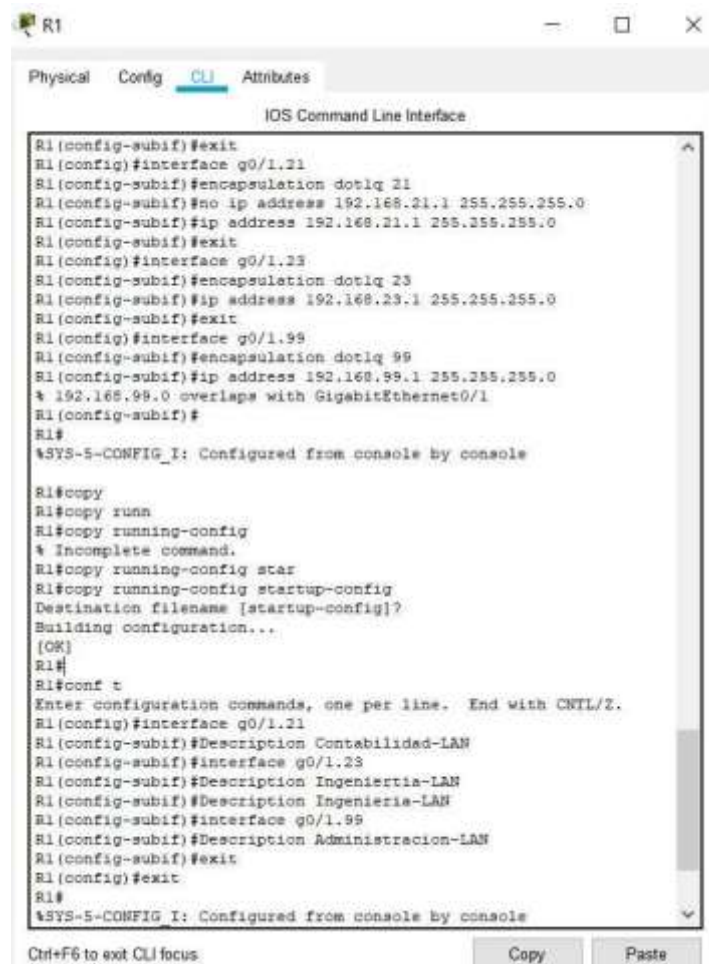 R1
Physical Config CLI Attributes
IOS Command Line Interface
R1(config-subif)#exit
R1(config)#interface g0/1.21
R1(config-subif)#encapsulation dot1q 21
R1(config-subif)#no ip address 192.168.21.1 255.255.255.0
R1(config-subif)#ip address 192.168.21.1 255.255.255.0
R1(config-subif)#exit
R1(config)#interface g0/1.23
R1(config-subif)#encapsulation dot1q 23
R1(config-subif)#ip address 192.168.23.1 255.255.255.0
R1(config-subif)#exit
R1(config)#interface g0/1.99
R1(config-subif)#encapsulation dot1q 99
R1(config-subif)#ip address 192.168.99.1 255.255.255.0
% 192.168.99.0 overlaps with GigabitEthernet0/1
R1(config-subif)#
R1#
%SYS-5-CONFIG_I: Configured from console by console
R1#copy
R1#copy runn
R1#copy running-config
% Incomplete command.
R1#copy running-config star
R1#copy running-config startup-config
Destination filename [startup-config]?
Building configuration...
[OK]
R1#
R1#conf t
Enter configuration commands, one per line. End with CNTL/Z.
R1(config)#interface g0/1.21
R1(config-subif)#Description Contabilidad-LAN
R1(config-subif)#interface g0/1.23
R1(config-subif)#Description Ingeniertia-LAN
R1(config-subif)#Description Ingenieria-LAN
R1(config-subif)#interface g0/1.99
R1(config-subif)#Description Administracion-LAN
R1(config-subif)#exit
R1(config)#exit
R1#
%SYS-5-CONFIG_I: Configured from console by console
Ctrl+F6 to exit CLI focus
Copy Paste